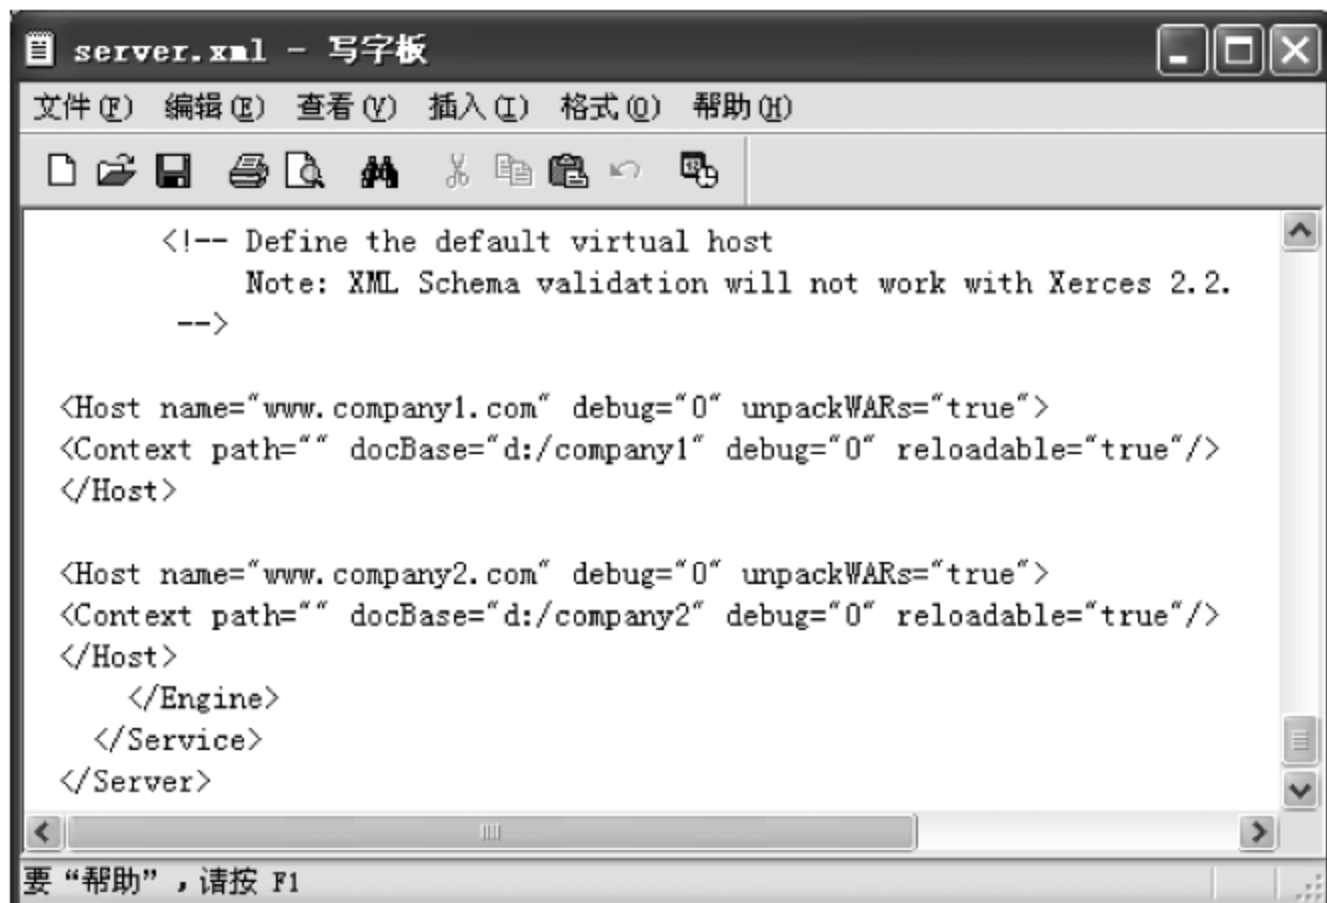 server.xml - 写字板
文件(F) 编辑(E) 查看(V) 插入(I) 格式(O) 帮助(H)
<!-- Define the default virtual host
Note: XML Schema validation will not work with Xerces 2.2.
-->
<Host name="www.company1.com" debug="0" unpackWARs="true">
<Context path="" docBase="d:/company1" debug="0" reloadable="true"/>
</Host>
<Host name="www.company2.com" debug="0" unpackWARs="true">
<Context path="" docBase="d:/company2" debug="0" reloadable="true"/>
</Host>
</Engine>
</Service>
</Server>
要“帮助”，请按 F1